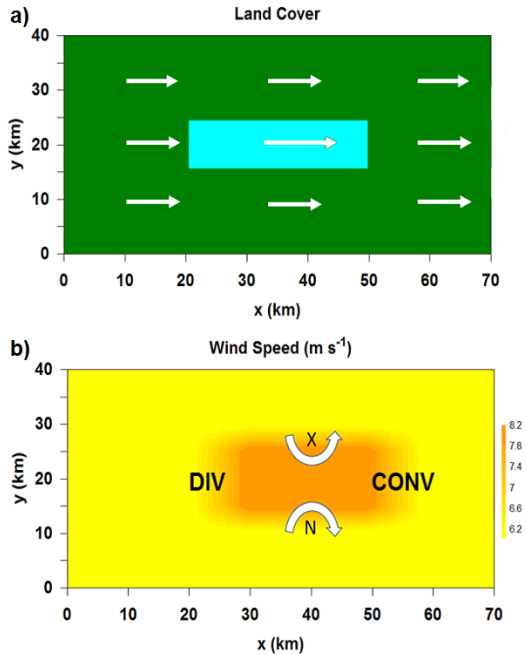 a)
Land Cover
40
30
20
10
0
y (km)
0 10 20 30 40 50 60 70
x (km)
b)
Wind Speed (m s-1)
40
30
20
10
0
y (km)
X
DIV
CONV
N
8.2
7.8
7.4
7
6.6
6.2
0 10 20 30 40 50 60 70
x (km)